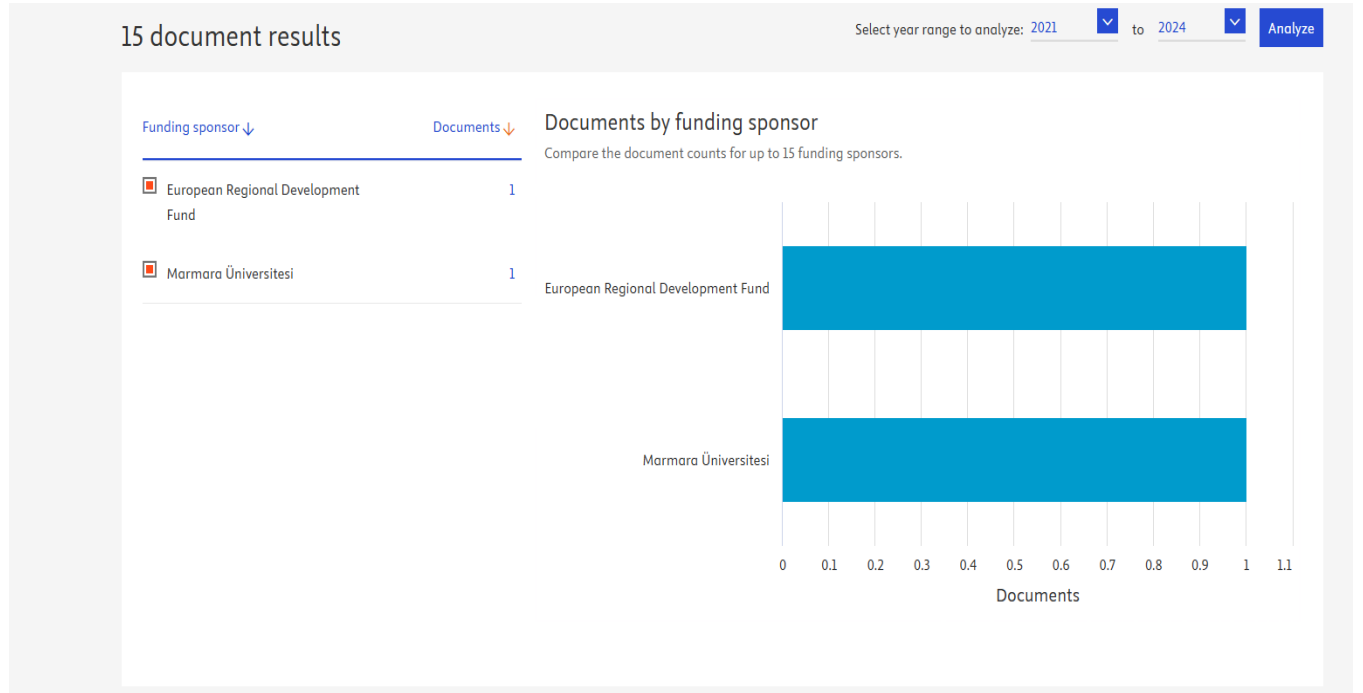 15 document results
Select year range to analyze: 2021 to 2024 Analyze
Funding sponsor↓ Documents↓
European Regional Development
Fund 1
Marmara Üniversitesi 1
Documents by funding sponsor
Compare the document counts for up to 15 funding sponsors.
European Regional Development Fund
Marmara Üniversitesi
0 0.1 0.2 0.3 0.4 0.5 0.6 0.7 0.8 0.9 1 1.1
Documents